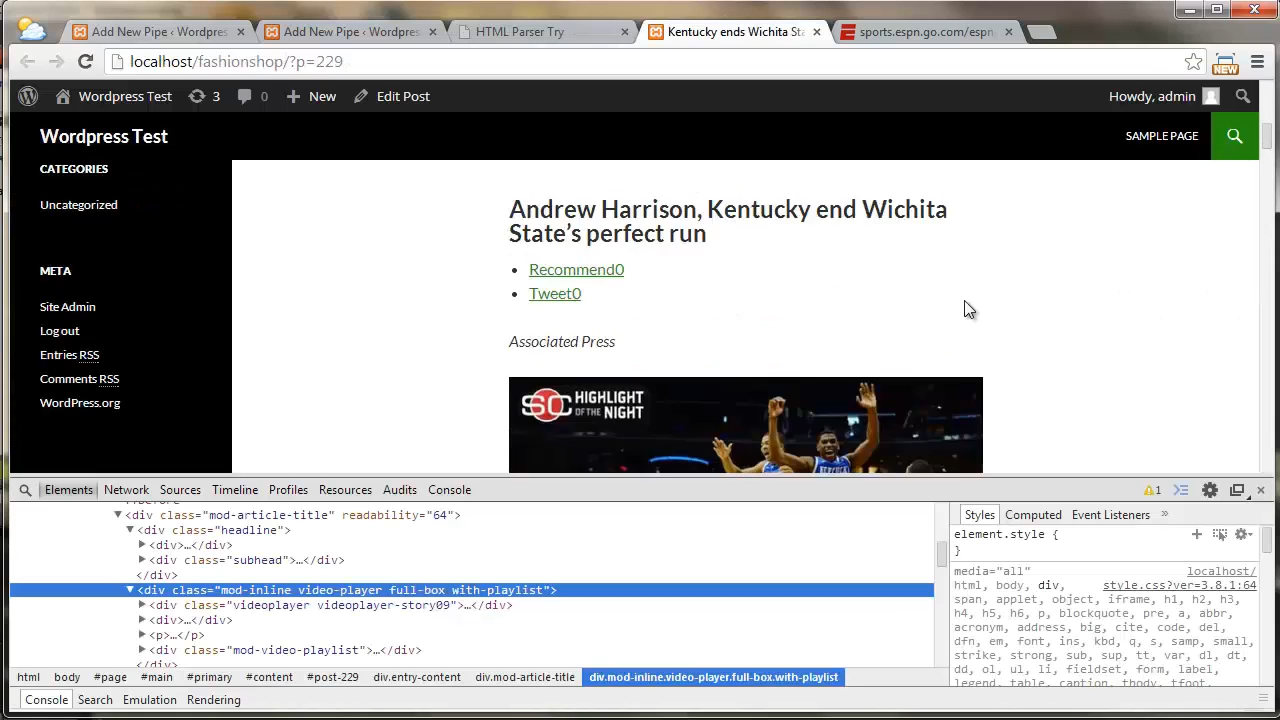 Add New Pipe ‹ Wordpres
Add New Pipe ‹ Wordpres
HTML Parser Try
Kentucky ends Wichita Sta
sports.espn.go.com/espn
localhost/fashionshop/?p=229
NEW
Wordpress Test
3
0
New
Edit Post
Howdy, admin
Wordpress Test
SAMPLE PAGE
CATEGORIES
Uncategorized
META
Site Admin
Log out
Entries RSS
Comments RSS
WordPress.org
Andrew Harrison, Kentucky end Wichita
State’s perfect run
Recommend0
Tweet0
Associated Press
SC HIGHLIGHT
OF THE NIGHT
KENTUCKY
Elements Network Sources Timeline Profiles Resources Audits Console
1
<div class="mod-article-title" readability="64">
<div class="headline">
<div>…</div>
<div class="subhead">…</div>
</div>
<div class="mod-inline video-player full-box with-playlist">
<div class="videoplayer videoplayer-story09">…</div>
<div>…</div>
<p>…</p>
<div class="mod-video-playlist">…</div>
</div>
Styles Computed Event Listeners »
element.style {
}
media="all" localhost/
html, body, div, style.css?ver=3.8.1:64
span, applet, object, iframe, h1, h2, h3,
h4, h5, h6, p, blockquote, pre, a, abbr,
acronym, address, big, cite, code, del,
dfn, em, font, ins, kbd, q, s, samp, small,
strike, strong, sub, sup, tt, var, dl, dt,
dd, ol, ul, li, fieldset, form, label,
legend, table, caption, tbody, tfoot,
html body #page #main #primary #content #post-229 div.entry-content div.mod-article-title div.mod-inline.video-player.full-box.with-playlist
Console Search Emulation Rendering